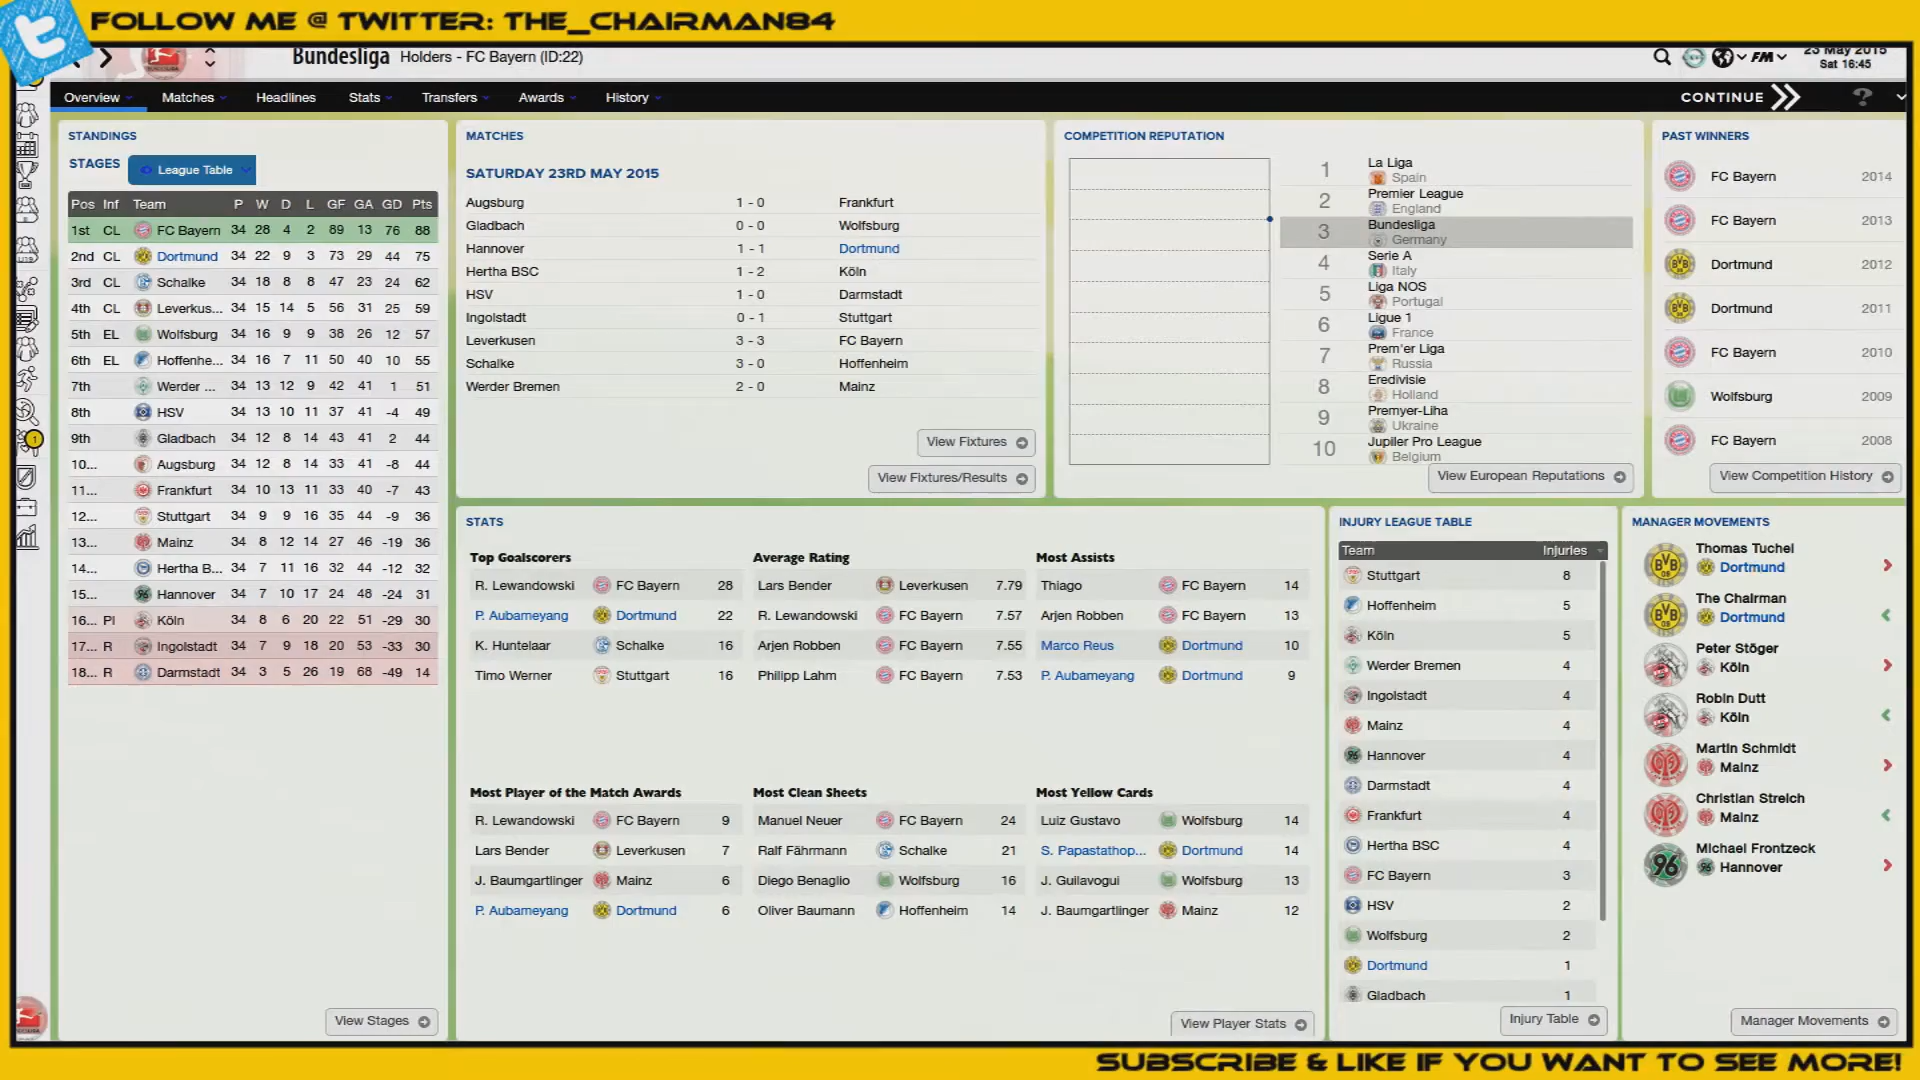 FOLLOW ME @ TWITTER: THE_CHAIRMAN84
Bundesliga Holders - FC Bayern (ID:22)
FM
23 May 2015
Sat 16:45
Overview Matches Headlines Stats Transfers Awards History
CONTINUE
STANDINGS
STAGES League Table
Pos Inf Team P W D L GF GA GD Pts
1st CL FC Bayern 34 28 4 2 89 13 76 88
2nd CL Dortmund 34 22 9 3 73 29 44 75
3rd CL Schalke 34 18 8 8 47 23 24 62
4th CL Leverkus... 34 15 14 5 56 31 25 59
5th EL Wolfsburg 34 16 9 9 38 26 12 57
6th EL Hoffenhe... 34 16 7 11 50 40 10 55
7th Werder ... 34 13 12 9 42 41 1 51
8th HSV 34 13 10 11 37 41 -4 49
9th Gladbach 34 12 8 14 43 41 2 44
10... Augsburg 34 12 8 14 33 41 -8 44
11... Frankfurt 34 10 13 11 33 40 -7 43
12... Stuttgart 34 9 9 16 35 44 -9 36
13... Mainz 34 8 12 14 27 46 -19 36
14... Hertha B... 34 7 11 16 32 44 -12 32
15... Hannover 34 7 10 17 24 48 -24 31
16... Pl Köln 34 8 6 20 22 51 -29 30
17... R Ingolstadt 34 7 9 18 20 53 -33 30
18... R Darmstadt 34 3 5 26 19 68 -49 14
View Stages
MATCHES
SATURDAY 23RD MAY 2015
Augsburg 1 - 0 Frankfurt
Gladbach 0 - 0 Wolfsburg
Hannover 1 - 1 Dortmund
Hertha BSC 1 - 2 Köln
HSV 1 - 0 Darmstadt
Ingolstadt 0 - 1 Stuttgart
Leverkusen 3 - 3 FC Bayern
Schalke 3 - 0 Hoffenheim
Werder Bremen 2 - 0 Mainz
View Fixtures
View Fixtures/Results
COMPETITION REPUTATION
1 La Liga
Spain
2 Premier League
England
3 Bundesliga
Germany
4 Serie A
Italy
5 Liga NOS
Portugal
6 Ligue 1
France
7 Prem'er Liga
Russia
8 Eredivisie
Holland
9 Premyer-Liha
Ukraine
10 Jupiler Pro League
Belgium
View European Reputations
PAST WINNERS
FC Bayern 2014
FC Bayern 2013
Dortmund 2012
Dortmund 2011
FC Bayern 2010
Wolfsburg 2009
FC Bayern 2008
View Competition History
STATS
Top Goalscorers
R. Lewandowski FC Bayern 28
P. Aubameyang Dortmund 22
K. Huntelaar Schalke 16
Timo Werner Stuttgart 16
Average Rating
Lars Bender Leverkusen 7.79
R. Lewandowski FC Bayern 7.57
Arjen Robben FC Bayern 7.55
Philipp Lahm FC Bayern 7.53
Most Assists
Thiago FC Bayern 14
Arjen Robben FC Bayern 13
Marco Reus Dortmund 10
P. Aubameyang Dortmund 9
Most Player of the Match Awards
R. Lewandowski FC Bayern 9
Lars Bender Leverkusen 7
J. Baumgartlinger Mainz 6
P. Aubameyang Dortmund 6
Most Clean Sheets
Manuel Neuer FC Bayern 24
Ralf Fährmann Schalke 21
Diego Benaglio Wolfsburg 16
Oliver Baumann Hoffenheim 14
Most Yellow Cards
Luiz Gustavo Wolfsburg 14
S. Papastathop... Dortmund 14
J. Guilavogui Wolfsburg 13
J. Baumgartlinger Mainz 12
View Player Stats
INJURY LEAGUE TABLE
Team Injuries
Stuttgart 8
Hoffenheim 5
Köln 5
Werder Bremen 4
Ingolstadt 4
Mainz 4
Hannover 4
Darmstadt 4
Frankfurt 4
Hertha BSC 4
FC Bayern 3
HSV 2
Wolfsburg 2
Dortmund 1
Gladbach 1
Injury Table
MANAGER MOVEMENTS
Thomas Tuchel
Dortmund
The Chairman
Dortmund
Peter Stöger
Köln
Robin Dutt
Köln
Martin Schmidt
Mainz
Christian Streich
Mainz
Michael Frontzeck
Hannover
Manager Movements
SUBSCRIBE & LIKE IF YOU WANT TO SEE MORE!